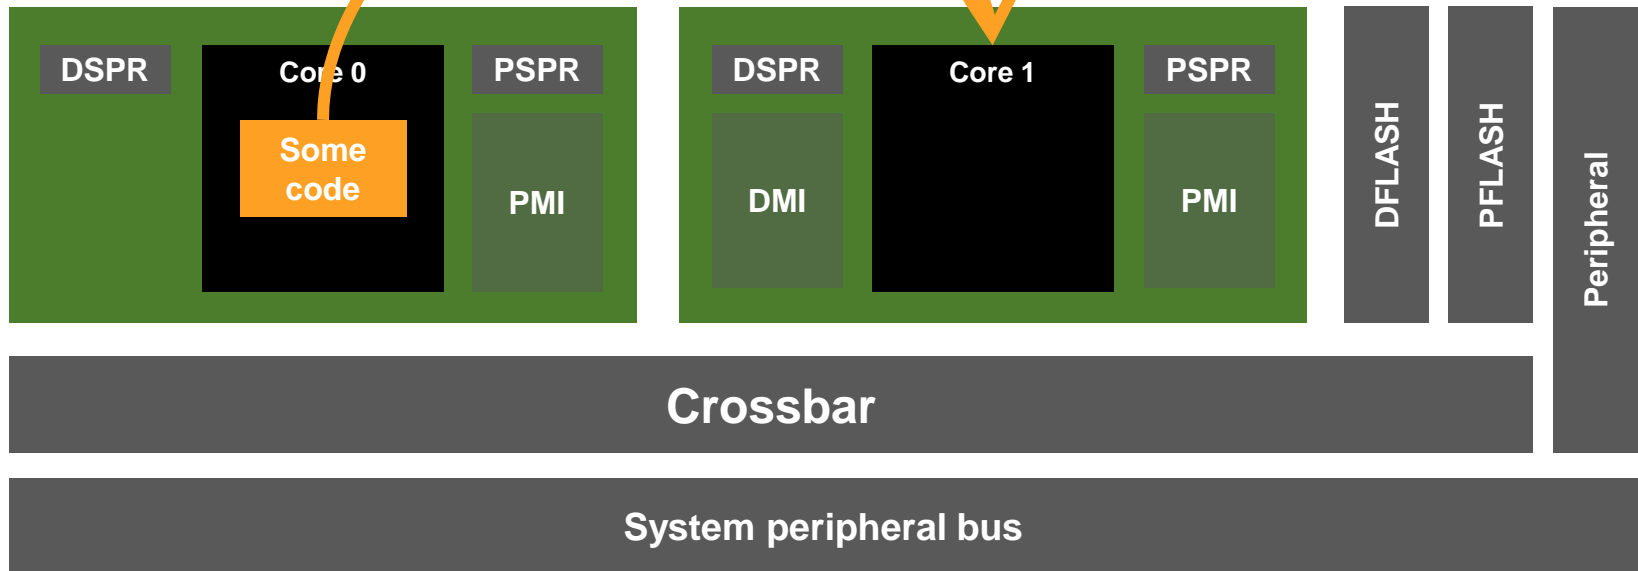 DSPR
Core 0
PSPR
Some
code
PMI
DSPR
Core 1
PSPR
DMI
PMI
DFLASH
PFLASH
Peripheral
Crossbar
System peripheral bus